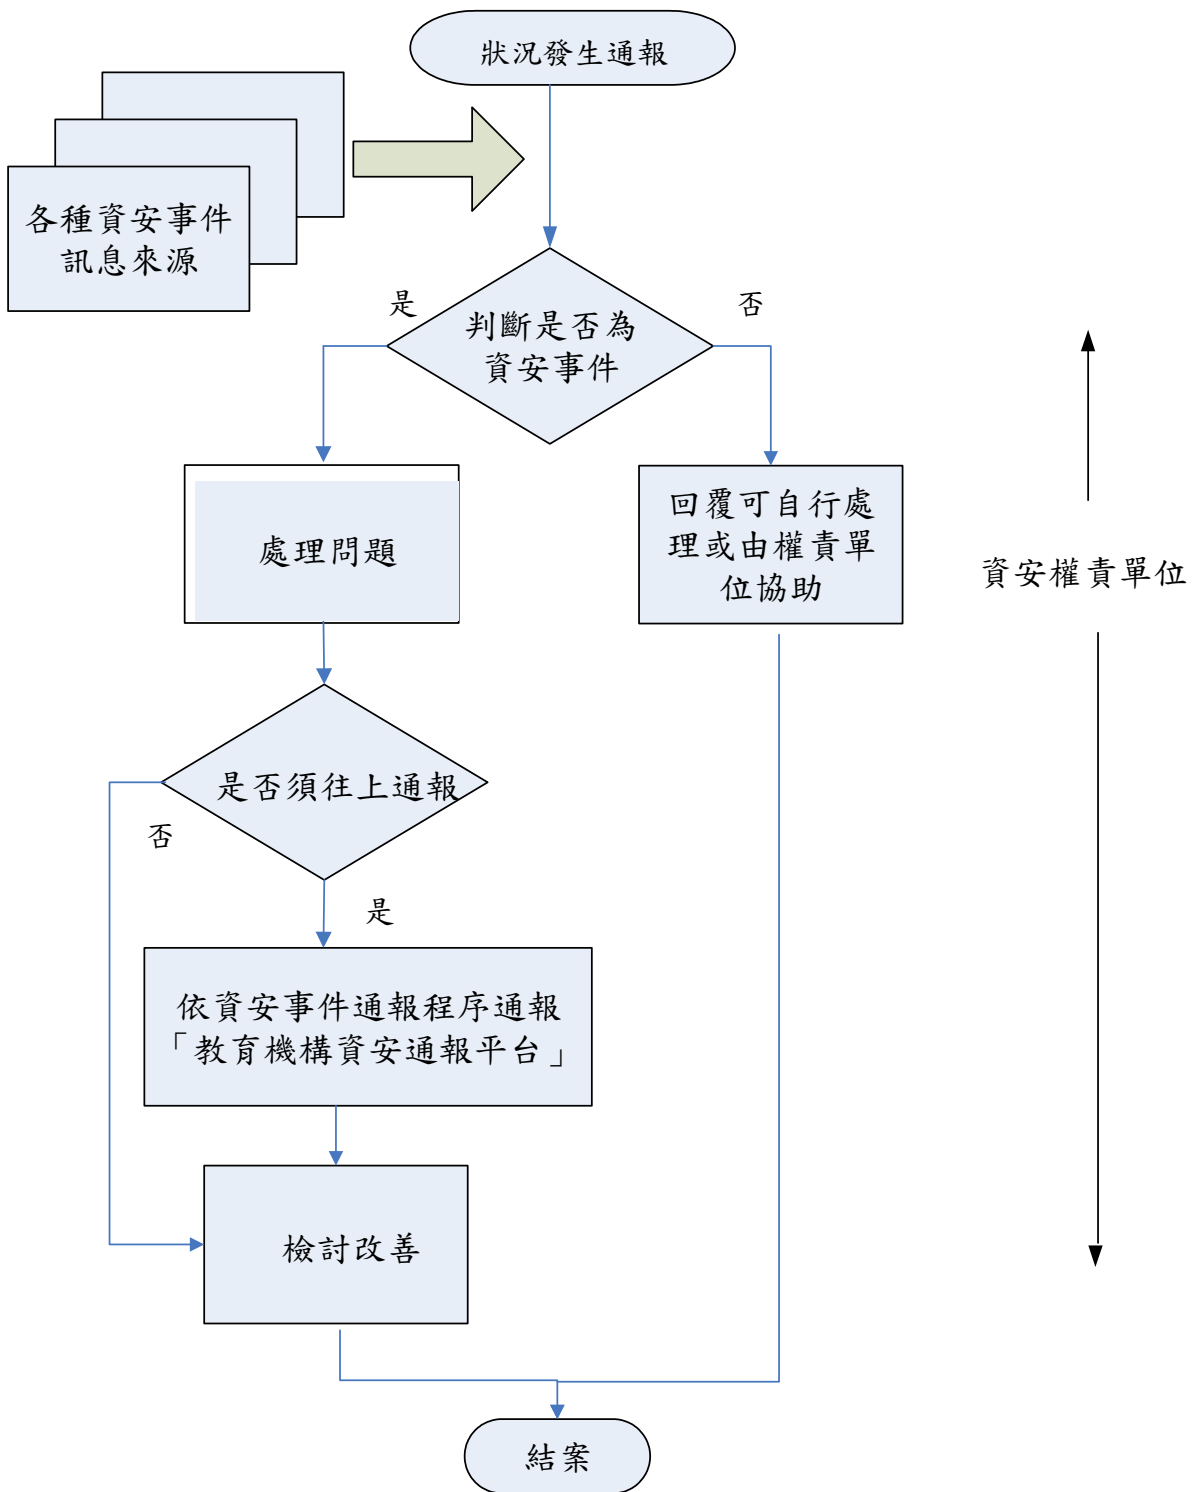 狀況發生通報
各種資安事件
訊息來源
是
否
判斷是否為
資安事件
處理問題
回覆可自行處
理或由權責單
位協助
資安權責單位
是否須往上通報
否
是
依資安事件通報程序通報
「教育機構資安通報平台」
檢討改善
結案